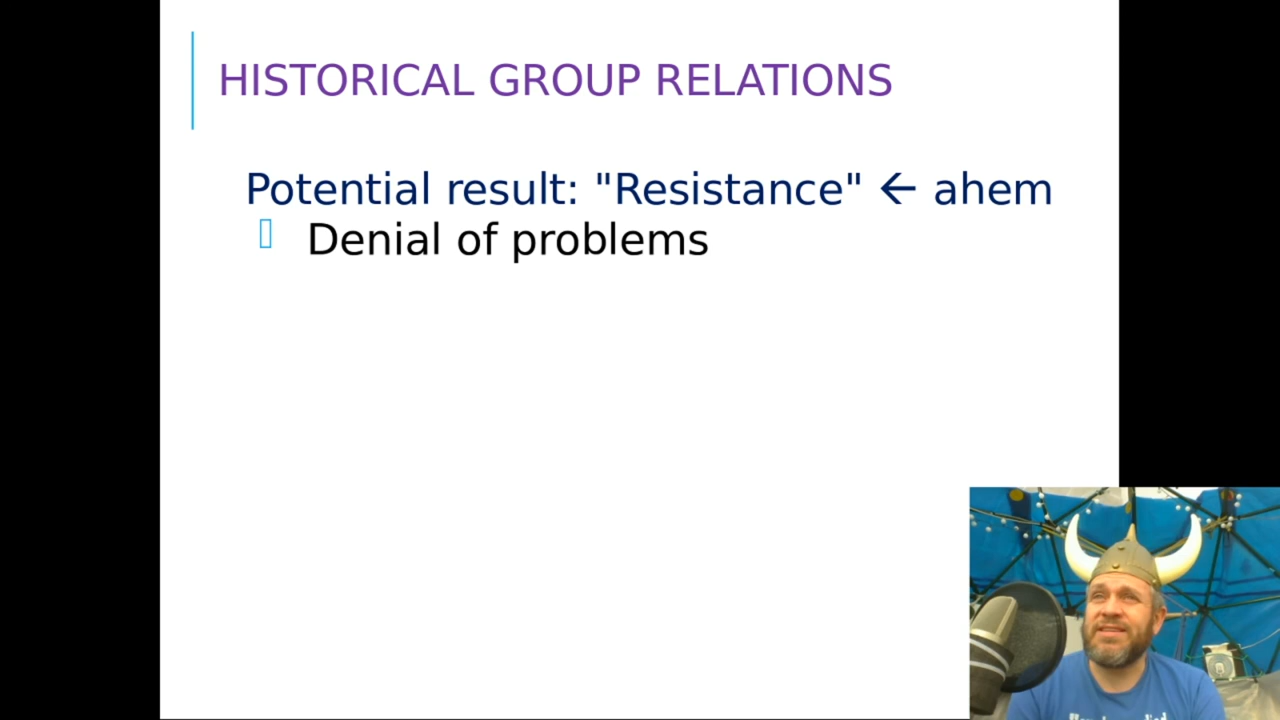 HISTORICAL GROUP RELATIONS
Potential result: "Resistance" ← ahem
Denial of problems